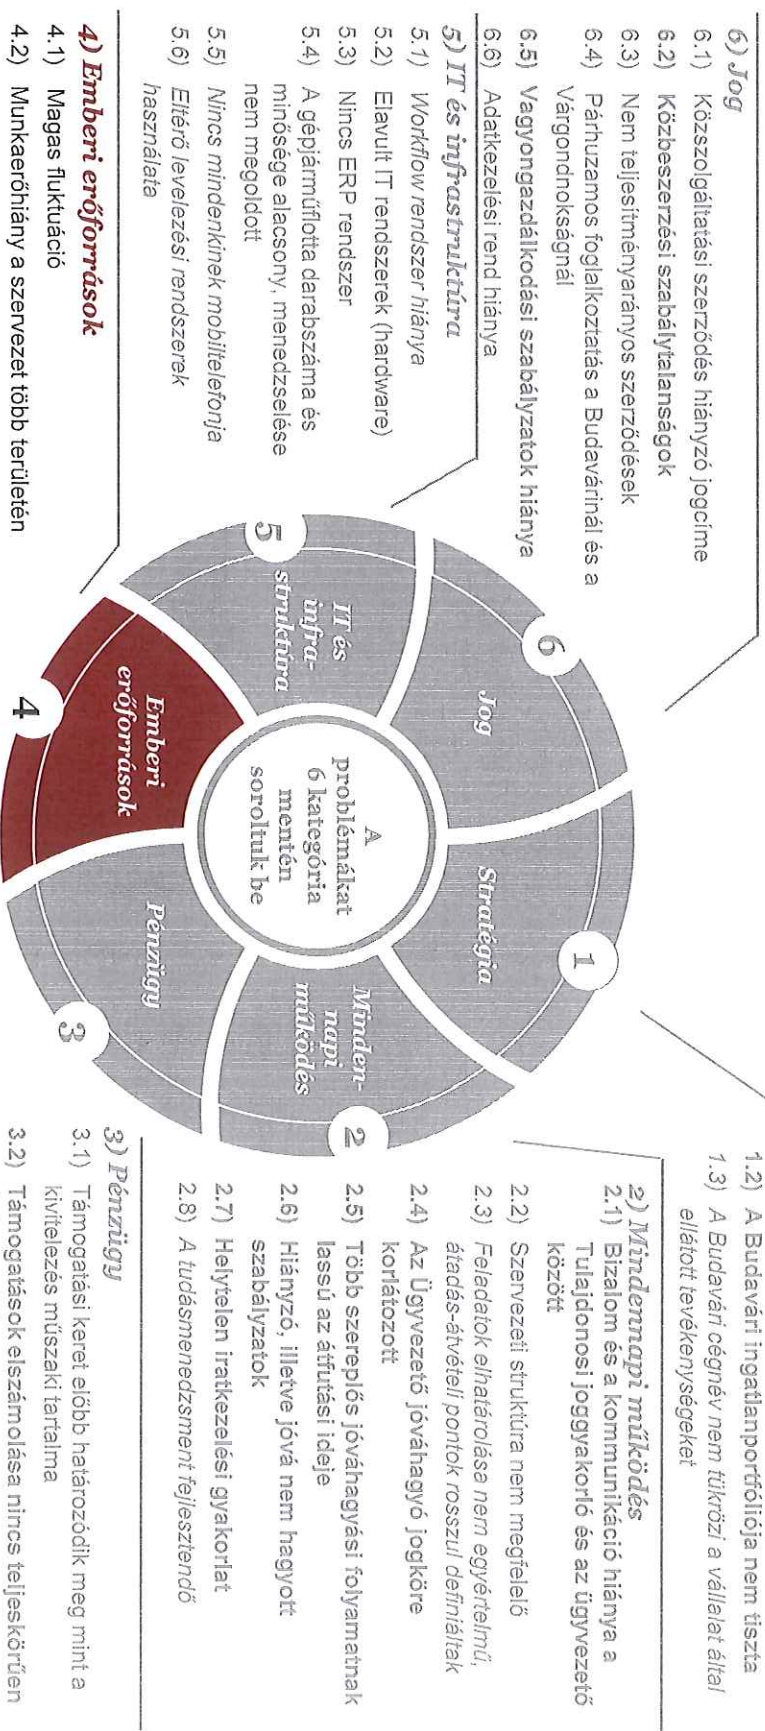 6) Jog
6.1) Közszolgáltatási szerződés hiányzó jogcíme
6.2) Közbeszerzési szabálytalanságok
6.3) Nem teljesítményarányos szerződések
6.4) Párhuzamos foglalkoztatás a Budavárinál és a
Várgondnokságnál
6.5) Vagyongazdálkodási szabályzatok hiánya
6.6) Adatkezelési rend hiánya
5) IT és infrastruktúra
5.1) Workflow rendszer hiánya
5.2) Elavult IT rendszerek (hardware)
5.3) Nincs ERP rendszer
5.4) A gépjárműflotta darabszáma és
minősége alacsony, menedzselése
nem megoldott
5.5) Nincs mindenkinek mobiltelefonja
5.6) Eltérő levelezési rendszerek
használata
4) Emberi erőforrások
4.1) Magas fluktuáció
4.2) Munkaerőhiány a szervezet több területén
5
IT és
infra-
struktúra
6
Jog
4
Emberi
erőforrások
A
problémákat
6 kategória
mentén
soroltuk be
Stratégia
1
Pénzügy
3
Minden-
napi
működés
2
1.2) A Budavári ingatlanportfóliója nem tiszta
1.3) A Budavári cégnév nem tükrözi a vállalat által
ellátott tevékenységeket
2) Mindennapi működés
2.1) Bizalom és a kommunikáció hiánya a
Tulajdonosi joggyakorló és az ügyvezető
között
2.2) Szervezeti struktúra nem megfelelő
2.3) Feladatok elhatárolása nem egyértelmű,
átadás-átvételi pontok rosszul definiáltak
2.4) Az Ügyvezető jóváhagyó jogköre
korlátozott
2.5) Több szereplős jóváhagyási folyamatnak
lassú az átfutási ideje
2.6) Hiányzó, illetve jóvá nem hagyott
szabályzatok
2.7) Helytelen iratkezelési gyakorlat
2.8) A tudásmenedzsment fejlesztendő
3) Pénzügy
3.1) Támogatási keret előbb határozódik meg mint a
kivitelezés műszaki tartalma
3.2) Támogatások elszámolása nincs teljeskörűen